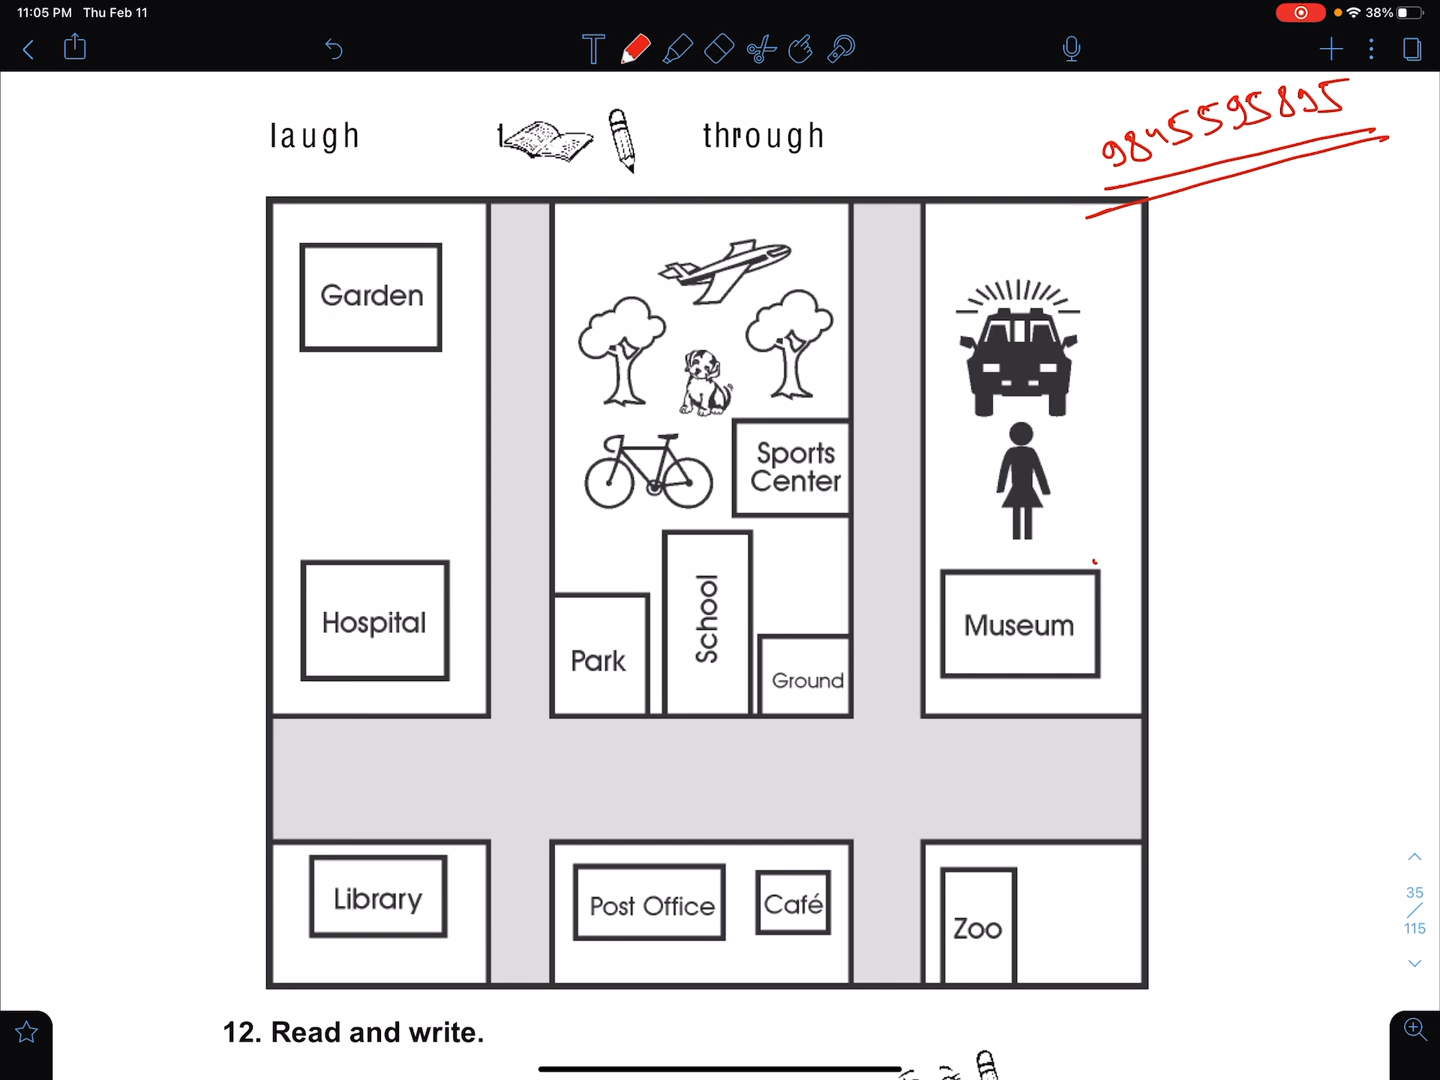 11:05 PM Thu Feb 11
38%
laugh
through
9845595895
Garden
Sports
Center
Hospital
School
Park
Ground
Museum
Library
Post Office
Café
Zoo
35
115
12. Read and write.